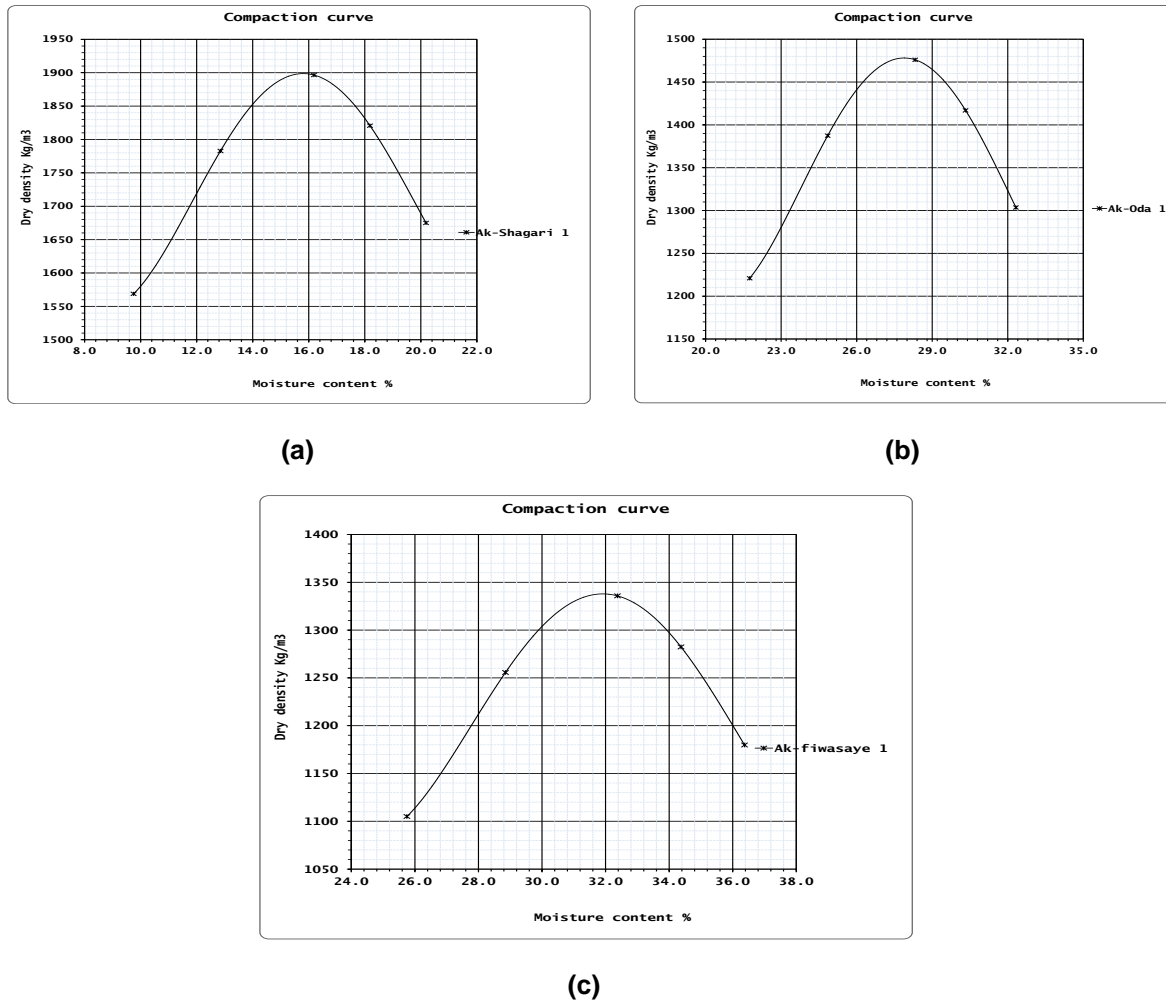 Compaction curve
Dry density Kg/m3
1950
1900
1850
1800
1750
1700
1650
1600
1550
1500
8.0 10.0 12.0 14.0 16.0 18.0 20.0 22.0
Moisture content %
Ak-Shagari 1
(a)
Compaction curve
Dry density Kg/m3
1500
1450
1400
1350
1300
1250
1200
1150
20.0 23.0 26.0 29.0 32.0 35.0
Moisture content %
Ak-Oda 1
(b)
Compaction curve
Dry density Kg/m3
1400
1350
1300
1250
1200
1150
1100
1050
24.0 26.0 28.0 30.0 32.0 34.0 36.0 38.0
Moisture content %
Ak-fiwasaye 1
(c)